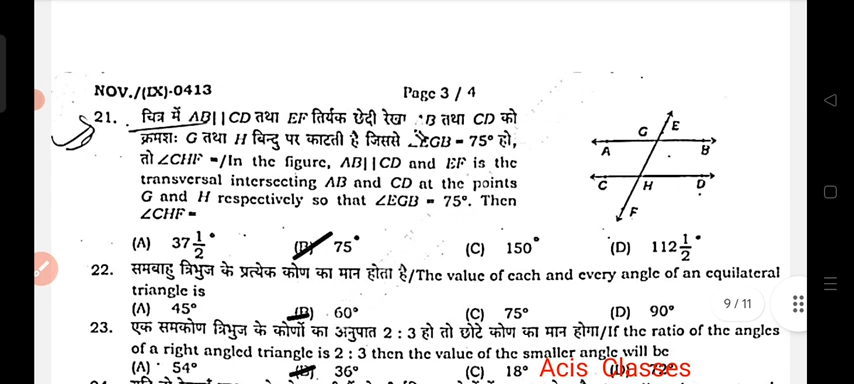 NOV./(IX)-0413 Page 3 / 4
21. चित्र में AB||CD तथा EF तिर्यक छेदी रेखा B तथा CD को
क्रमशः G तथा H बिन्दु पर काटती है जिससे ∠EGB = 75° हो,
तो ∠CHF =/In the figure, AB||CD and EF is the
transversal intersecting AB and CD at the points
G and H respectively so that ∠EGB = 75°. Then
∠CHF=
G E
A B
C H D
F
(A) 37 1/2° (B) 75° (C) 150° (D) 112 1/2°
22. समबाहु त्रिभुज के प्रत्येक कोण का मान होता है/The value of each and every angle of an equilateral
triangle is
(A) 45° (B) 60° (C) 75° (D) 90°
9 / 11
23. एक समकोण त्रिभुज के कोणों का अनुपात 2 : 3 हो तो छोटे कोण का मान होगा/If the ratio of the angles
of a right angled triangle is 2 : 3 then the value of the smaller angle will be
(A) 54° (B) 36° (C) 18° (D) 72°
Acis Classes